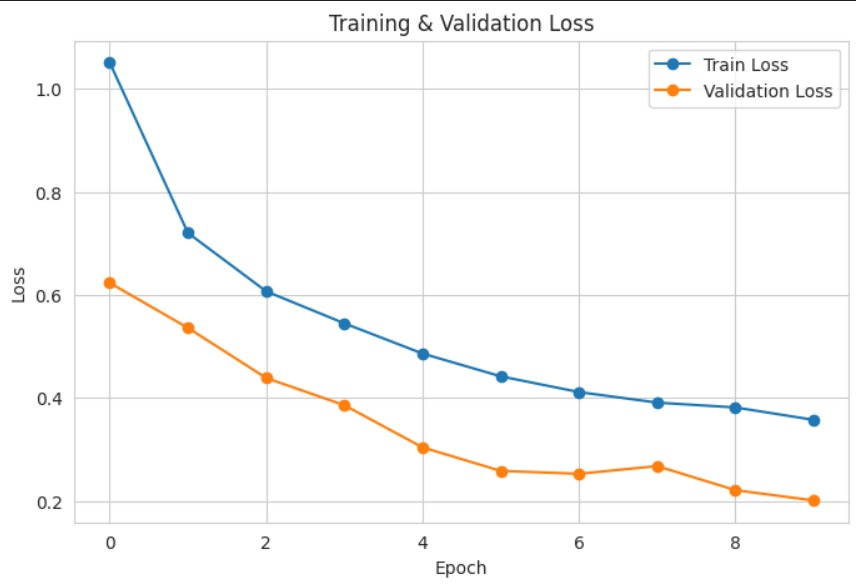 Training & Validation Loss
Train Loss
Validation Loss
1.0
0.8
0.6
0.4
0.2
Loss
0 2 4 6 8
Epoch